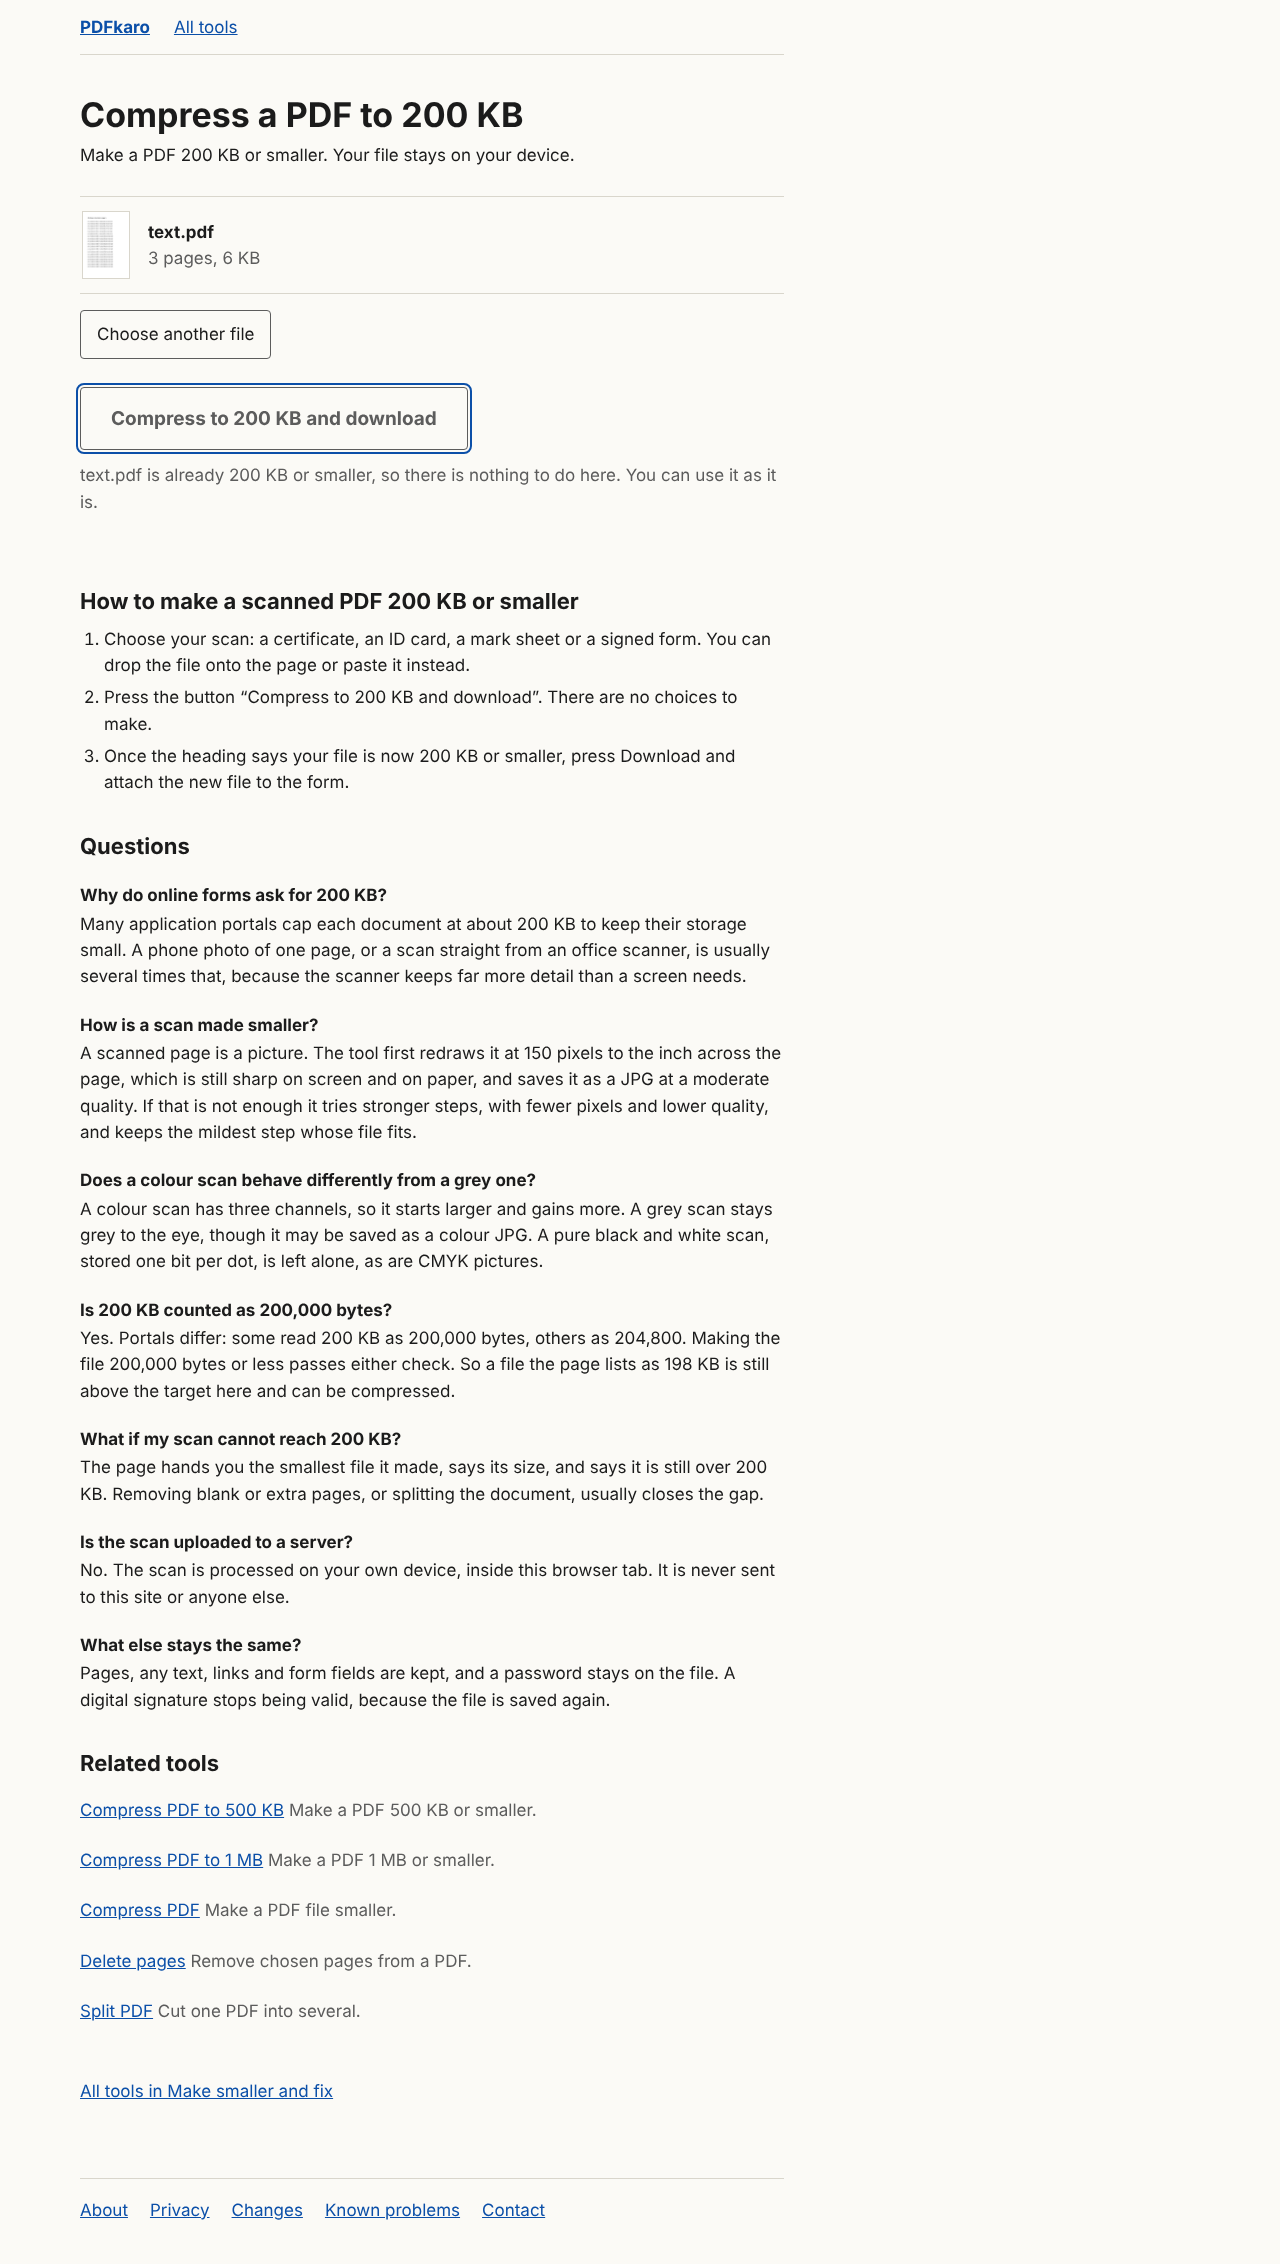 PDFkaro All tools
Compress a PDF to 200 KB
Make a PDF 200 KB or smaller. Your file stays on your device.
text.pdf
3 pages, 6 KB
Choose another file
Compress to 200 KB and download
text.pdf is already 200 KB or smaller, so there is nothing to do here. You can use it as it
is.
How to make a scanned PDF 200 KB or smaller
1. Choose your scan: a certificate, an ID card, a mark sheet or a signed form. You can
drop the file onto the page or paste it instead.
2. Press the button “Compress to 200 KB and download”. There are no choices to
make.
3. Once the heading says your file is now 200 KB or smaller, press Download and
attach the new file to the form.
Questions
Why do online forms ask for 200 KB?
Many application portals cap each document at about 200 KB to keep their storage
small. A phone photo of one page, or a scan straight from an office scanner, is usually
several times that, because the scanner keeps far more detail than a screen needs.
How is a scan made smaller?
A scanned page is a picture. The tool first redraws it at 150 pixels to the inch across the
page, which is still sharp on screen and on paper, and saves it as a JPG at a moderate
quality. If that is not enough it tries stronger steps, with fewer pixels and lower quality,
and keeps the mildest step whose file fits.
Does a colour scan behave differently from a grey one?
A colour scan has three channels, so it starts larger and gains more. A grey scan stays
grey to the eye, though it may be saved as a colour JPG. A pure black and white scan,
stored one bit per dot, is left alone, as are CMYK pictures.
Is 200 KB counted as 200,000 bytes?
Yes. Portals differ: some read 200 KB as 200,000 bytes, others as 204,800. Making the
file 200,000 bytes or less passes either check. So a file the page lists as 198 KB is still
above the target here and can be compressed.
What if my scan cannot reach 200 KB?
The page hands you the smallest file it made, says its size, and says it is still over 200
KB. Removing blank or extra pages, or splitting the document, usually closes the gap.
Is the scan uploaded to a server?
No. The scan is processed on your own device, inside this browser tab. It is never sent
to this site or anyone else.
What else stays the same?
Pages, any text, links and form fields are kept, and a password stays on the file. A
digital signature stops being valid, because the file is saved again.
Related tools
Compress PDF to 500 KB Make a PDF 500 KB or smaller.
Compress PDF to 1 MB Make a PDF 1 MB or smaller.
Compress PDF Make a PDF file smaller.
Delete pages Remove chosen pages from a PDF.
Split PDF Cut one PDF into several.
All tools in Make smaller and fix
About Privacy Changes Known problems Contact